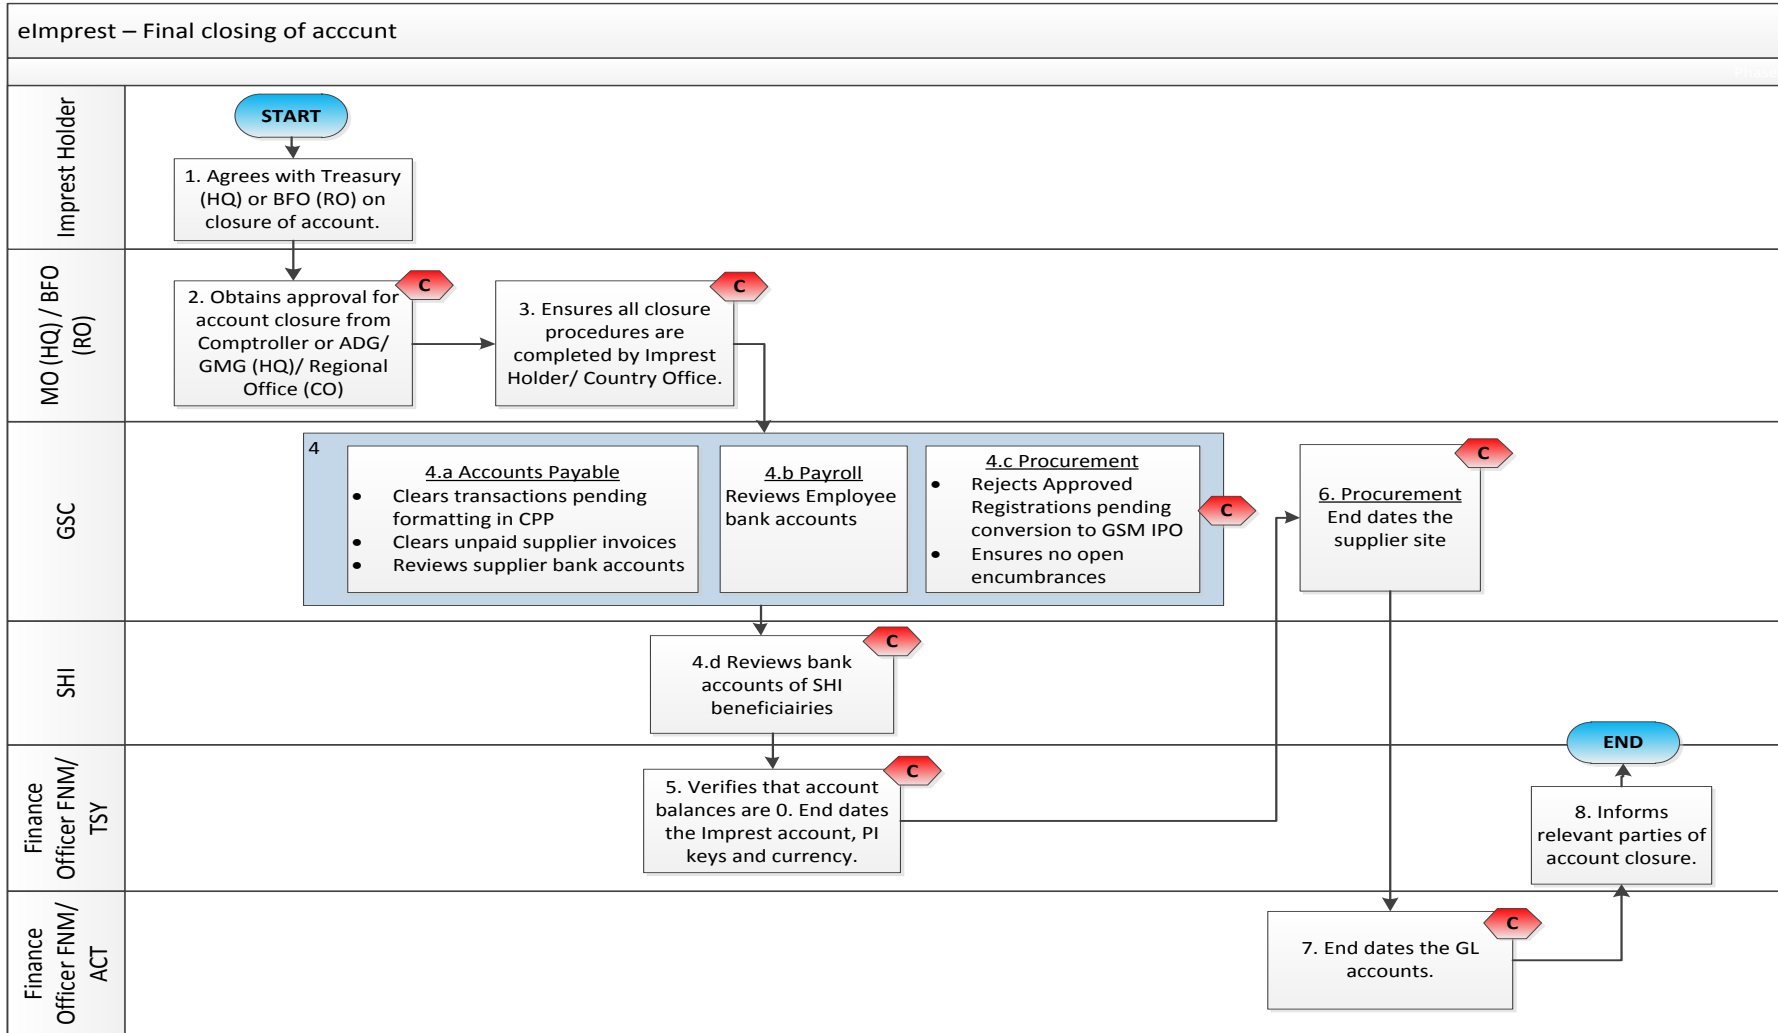 eImprest – Final closing of acccunt
Phase
Imprest Holder
START
1. Agrees with Treasury
(HQ) or BFO (RO) on
closure of account.
MO (HQ) / BFO
(RO)
C
2. Obtains approval for
account closure from
Comptroller or ADG/
GMG (HQ)/ Regional
Office (CO)
C
3. Ensures all closure
procedures are
completed by Imprest
Holder/ Country Office.
GSC
4
4.a Accounts Payable
• Clears transactions pending
formatting in CPP
• Clears unpaid supplier invoices
• Reviews supplier bank accounts
4.b Payroll
Reviews Employee
bank accounts
4.c Procurement
• Rejects Approved
Registrations pending
conversion to GSM IPO
• Ensures no open
encumbrances
C
C
6. Procurement
End dates the
supplier site
SHI
C
4.d Reviews bank
accounts of SHI
beneficiairies
Finance
Officer FNM/
TSY
C
5. Verifies that account
balances are 0. End dates
the Imprest account, PI
keys and currency.
END
8. Informs
relevant parties of
account closure.
Finance
Officer FNM/
ACT
C
7. End dates the GL
accounts.